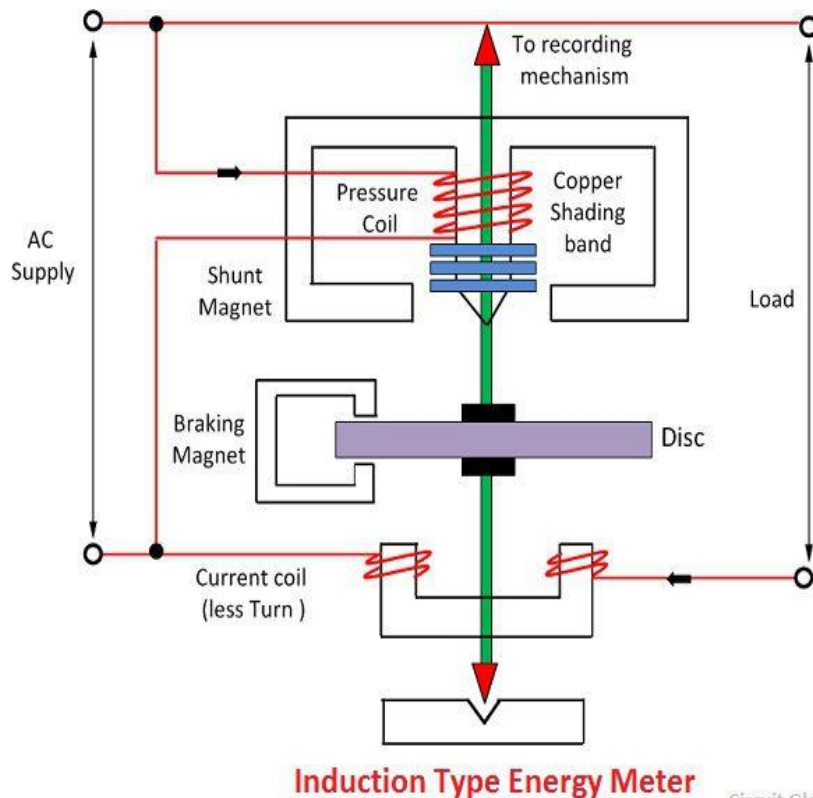 To recording
mechanism
Pressure
Coil
Copper
Shading
band
AC
Supply
Shunt
Magnet
Load
Braking
Magnet
Disc
Current coil
(less Turn )
Induction Type Energy Meter